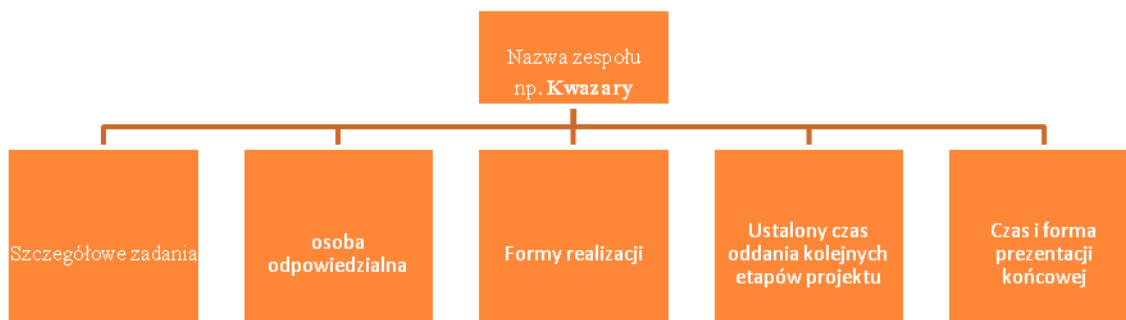 Nazwa zespołu
np. Kwazary
Szczegółowe zadania
osoba
odpowiedzialna
Formy realizacji
Ustalony czas
oddania kolejnych
etapów projektu
Czas i forma
prezentacji
końcowej